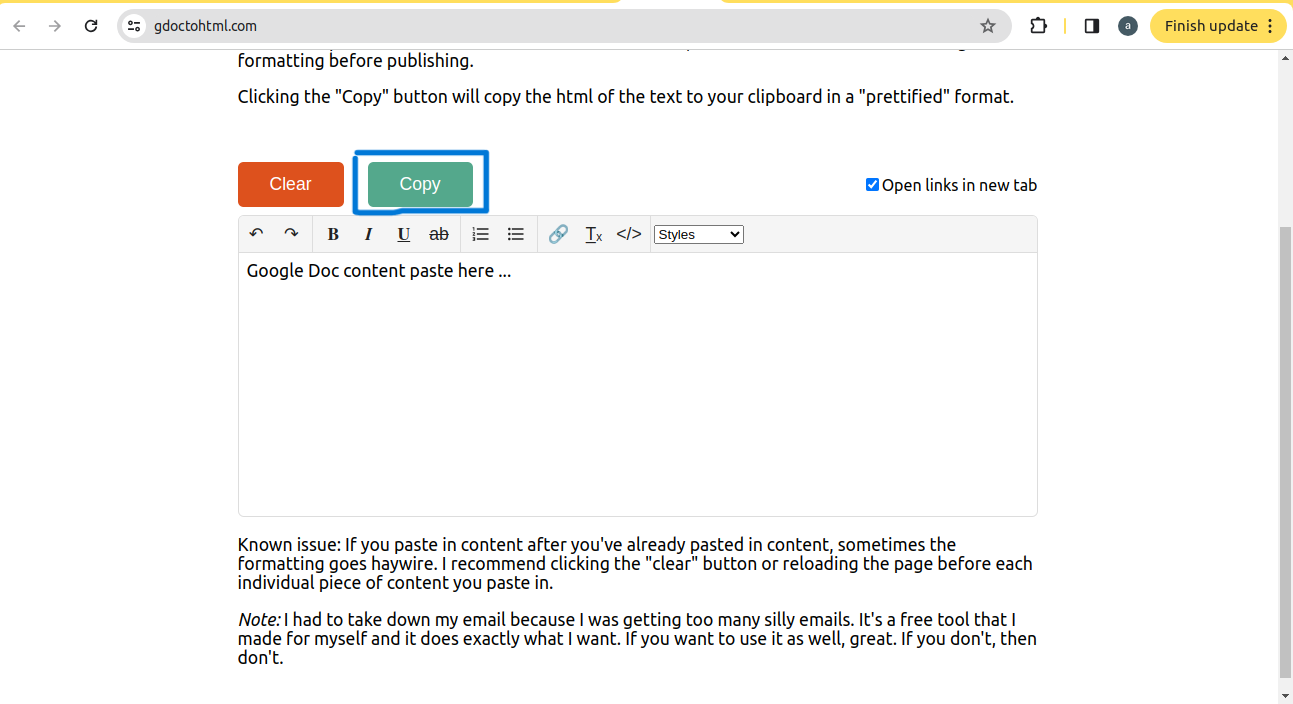 gdoctohtml.com
a
Finish update
formatting before publishing.
Clicking the "Copy" button will copy the html of the text to your clipboard in a "prettified" format.
Clear
Copy
Open links in new tab
B I U ab Tx </> Styles
Google Doc content paste here ...
Known issue: If you paste in content after you've already pasted in content, sometimes the
formatting goes haywire. I recommend clicking the "clear" button or reloading the page before each
individual piece of content you paste in.
Note: I had to take down my email because I was getting too many silly emails. It's a free tool that I
made for myself and it does exactly what I want. If you want to use it as well, great. If you don't, then
don't.